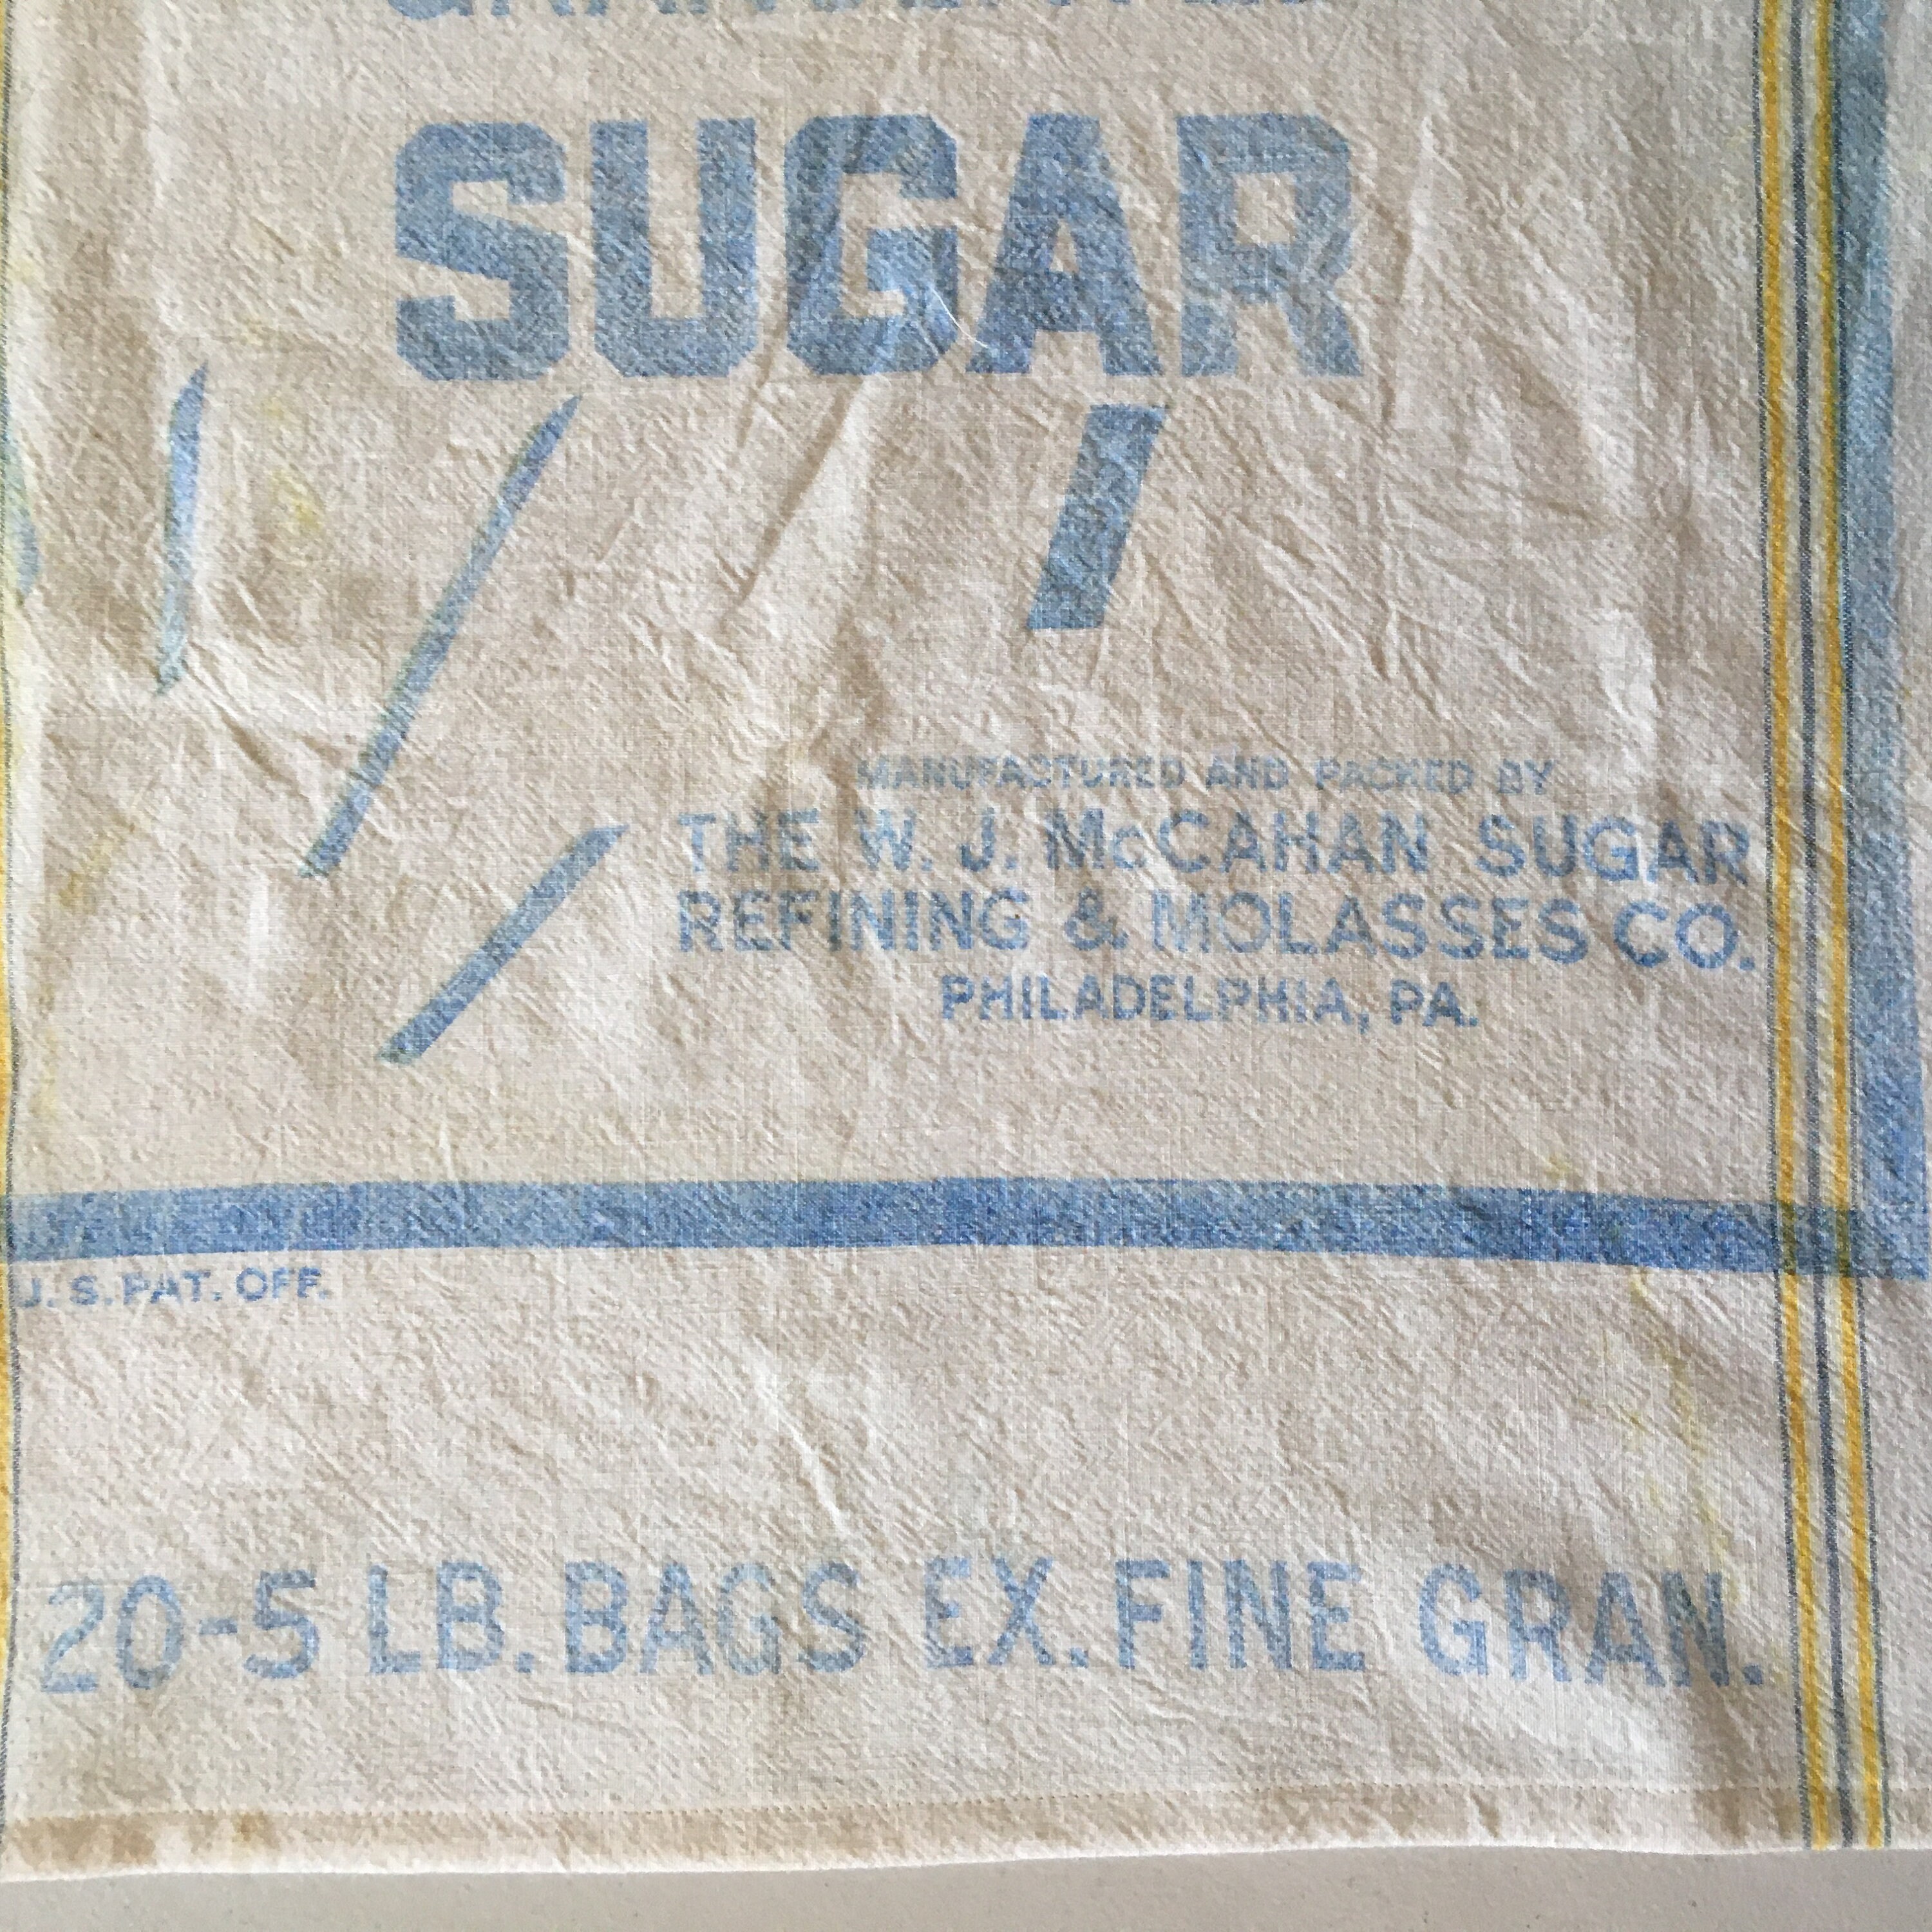 SUGAR
MANUFACTURED AND PACKED BY
THE W. J. McCAHAN SUGAR
REFINING & MOLASSES CO.
PHILADELPHIA, PA.
U. S. PAT. OFF.
20-5 LB. BAGS EX. FINE GRAN.